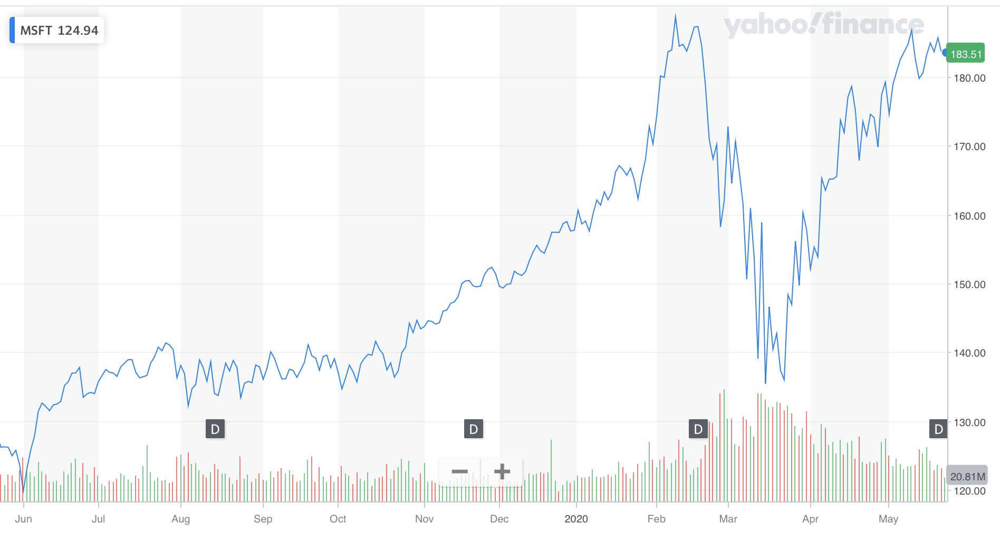 yahoo!finance
MSFT 124.94
183.51
180.00
170.00
160.00
150.00
140.00
130.00
D D D D
20.81M
120.00
Jun Jul Aug Sep Oct Nov Dec 2020 Feb Mar Apr May